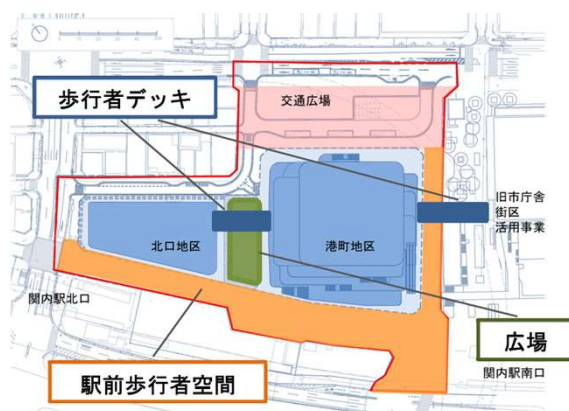 交通広場
歩行者デッキ
旧市庁舎
街区
活用事業
北口地区
港町地区
関内駅北口
広場
関内駅南口
駅前歩行者空間